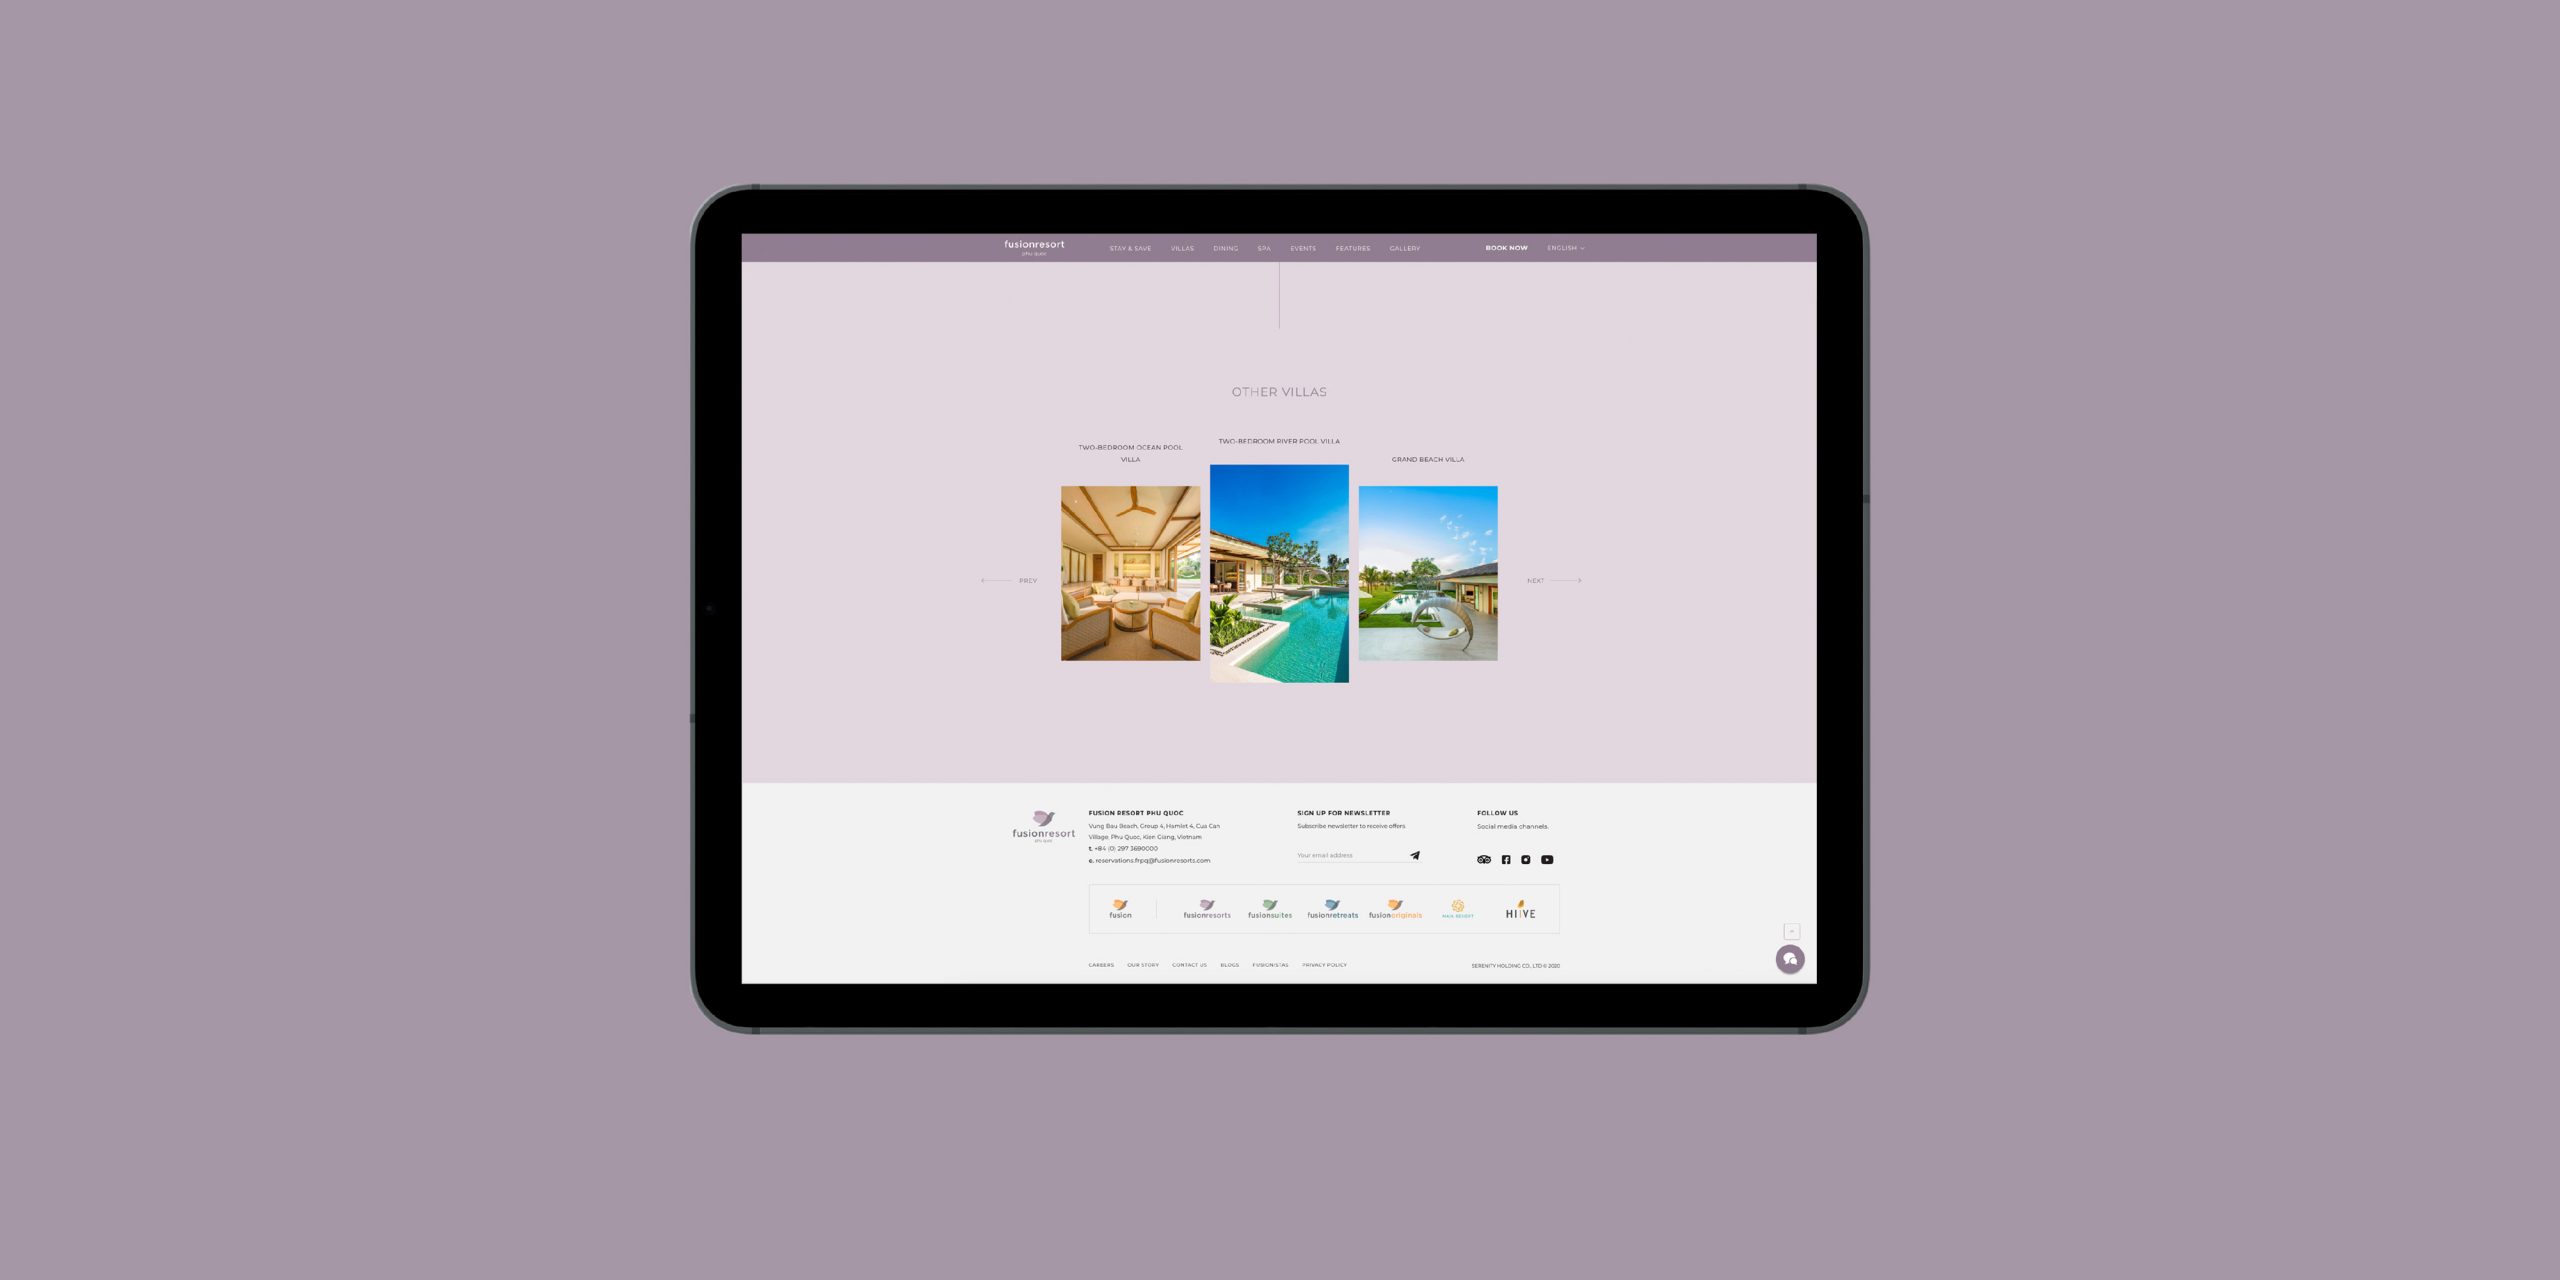 fusionresort
phu quoc
STAY & SAVE
VILLAS
DINING
SPA
EVENTS
FEATURES
GALLERY
BOOK NOW
ENGLISH
OTHER VILLAS
TWO-BEDROOM OCEAN POOL
VILLA
TWO-BEDROOM RIVER POOL VILLA
GRAND BEACH VILLA
PREV
NEXT
fusionresort
phu quoc
FUSION RESORT PHU QUOC
Vung Bau Beach, Group 4, Hamlet 4, Cua Can
Village, Phu Quoc, Kien Giang, Vietnam
t. +84 (0) 297 3690000
e. reservations.frpq@fusionresorts.com
SIGN UP FOR NEWSLETTER
Subscribe newsletter to receive offers
Your email address
FOLLOW US
Social media channels.
fusion
fusionresorts
fusionsuites
fusionretreats
fusionoriginals
MAIA RESORT
HIIVE
CAREERS
OUR STORY
CONTACT US
BLOGS
FUSIONISTAS
PRIVACY POLICY
SERENITY HOLDING CO., LTD © 2020